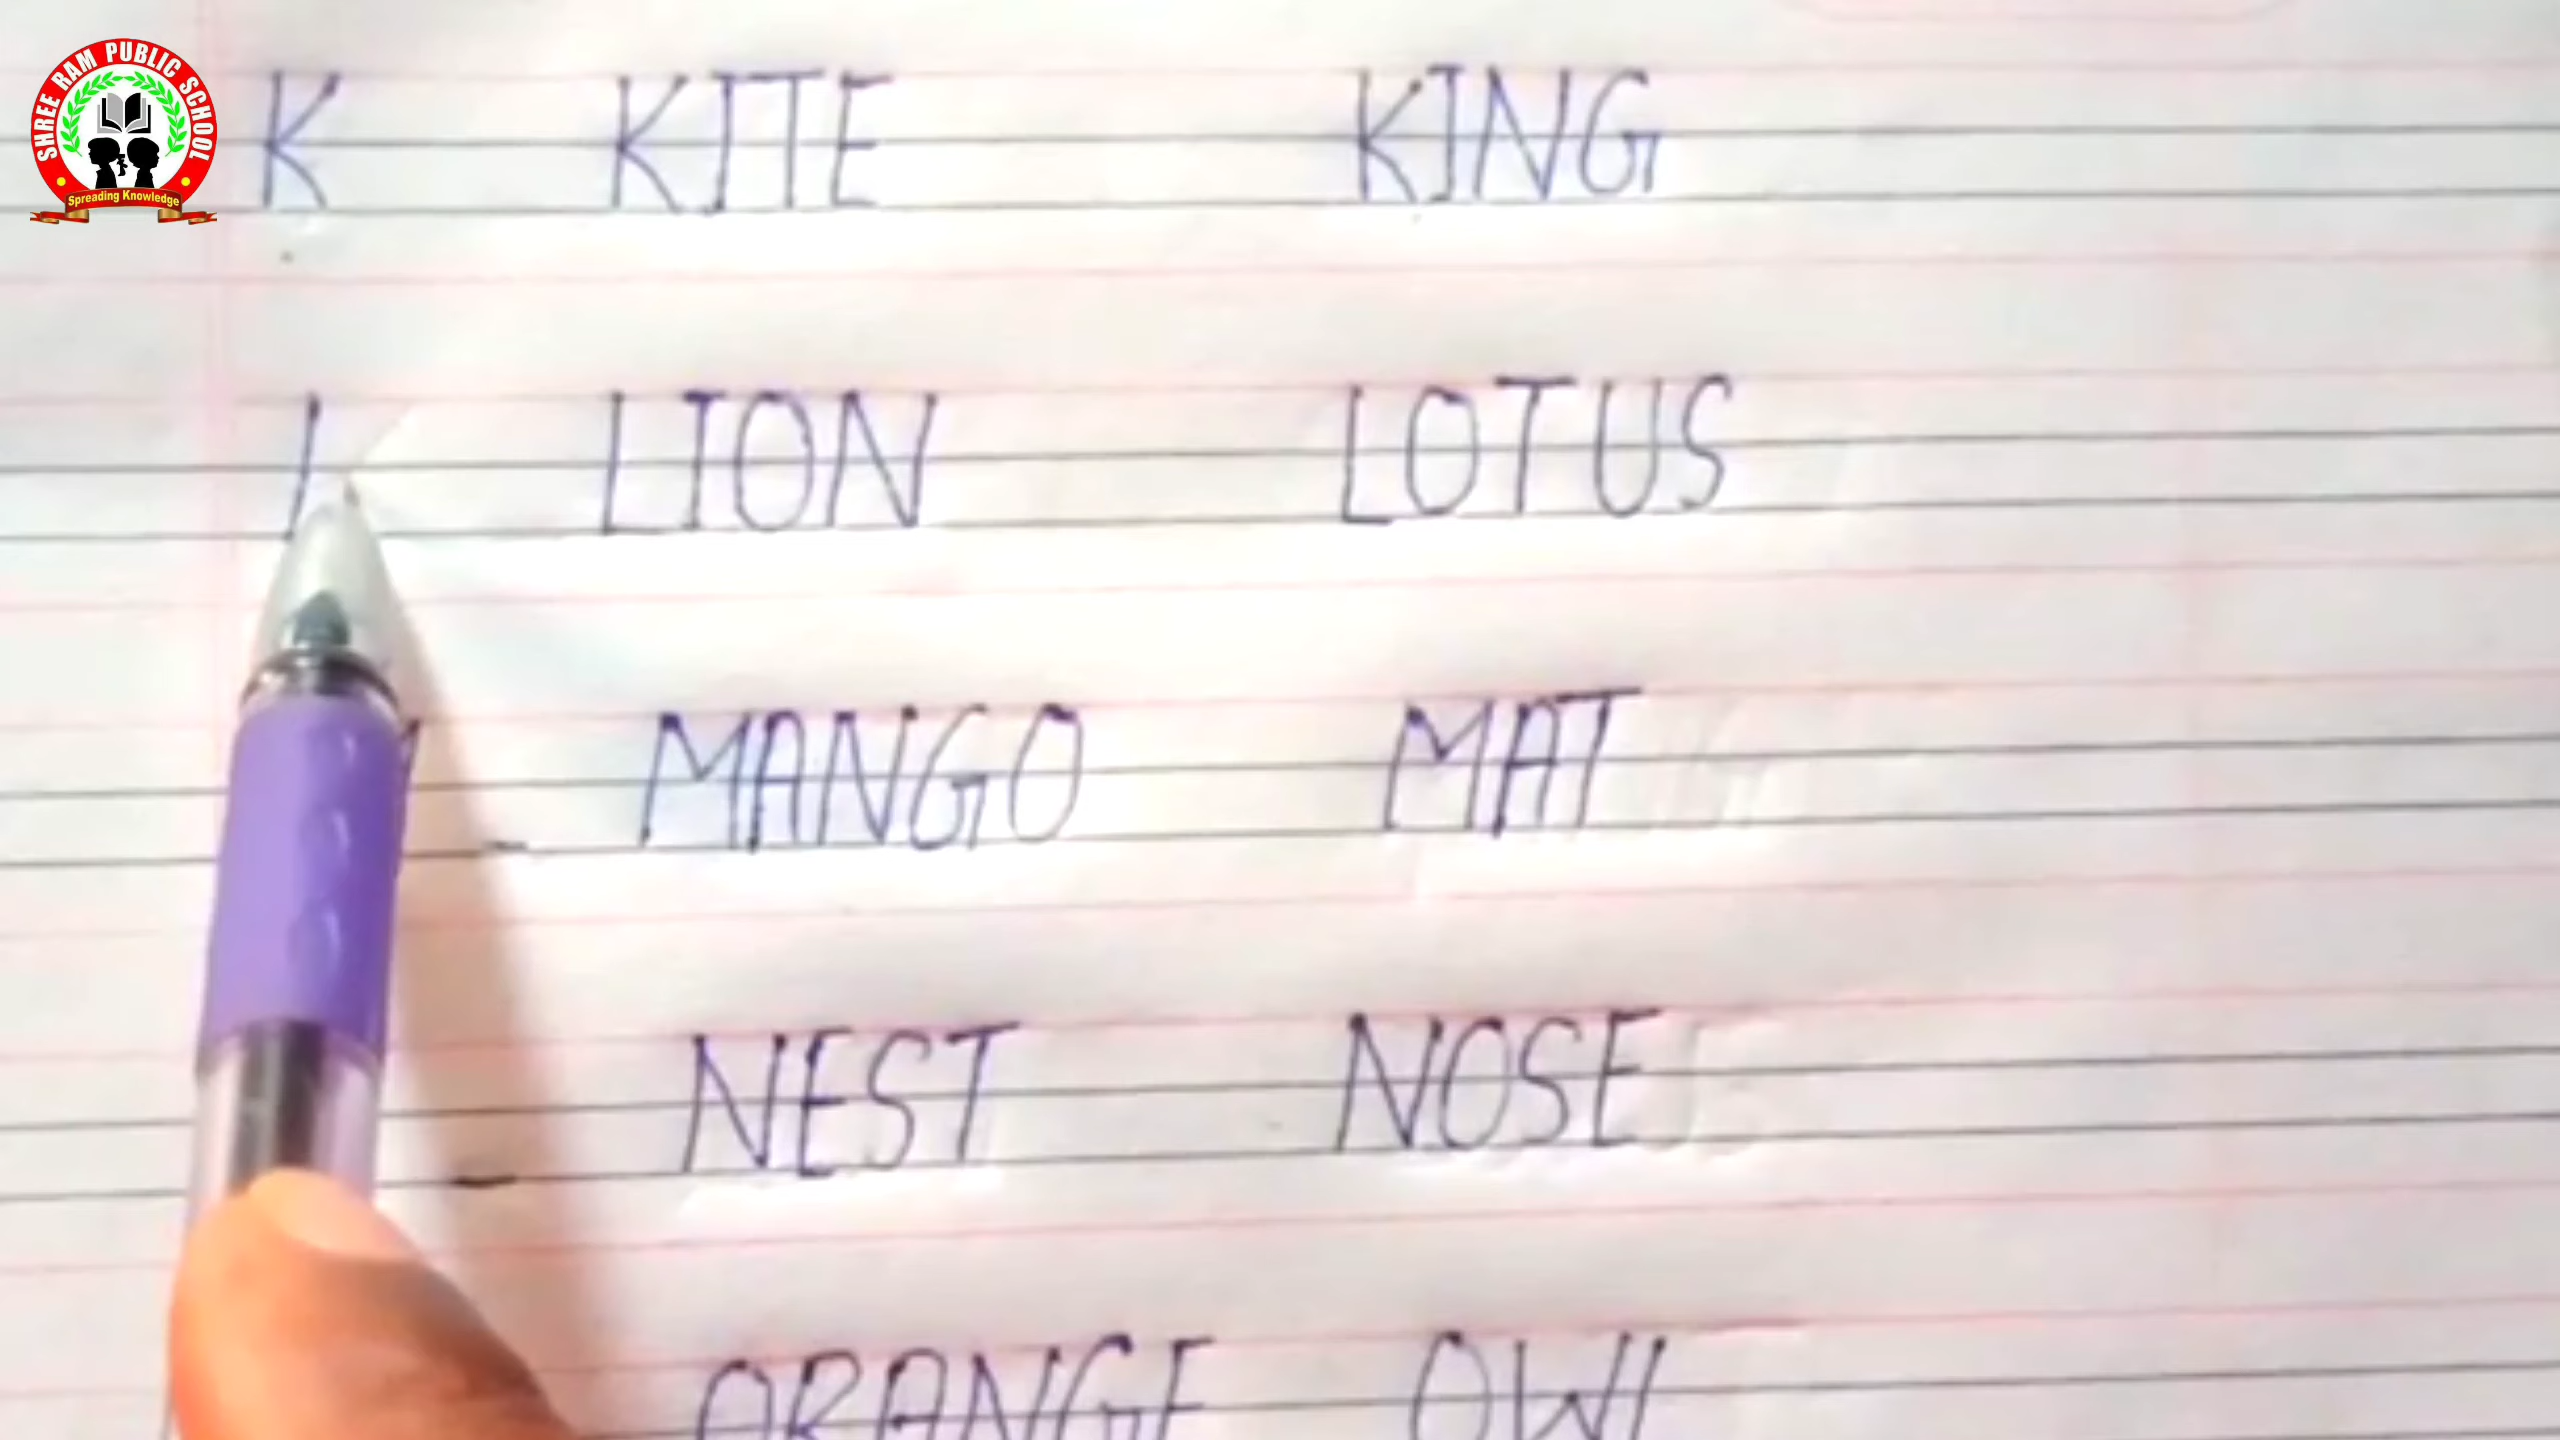 SHREE RAM PUBLIC SCHOOL
Spreading Knowledge
K KITE KING
L LION LOTUS
MANGO MAT
NEST NOSE
ORANGE OWL